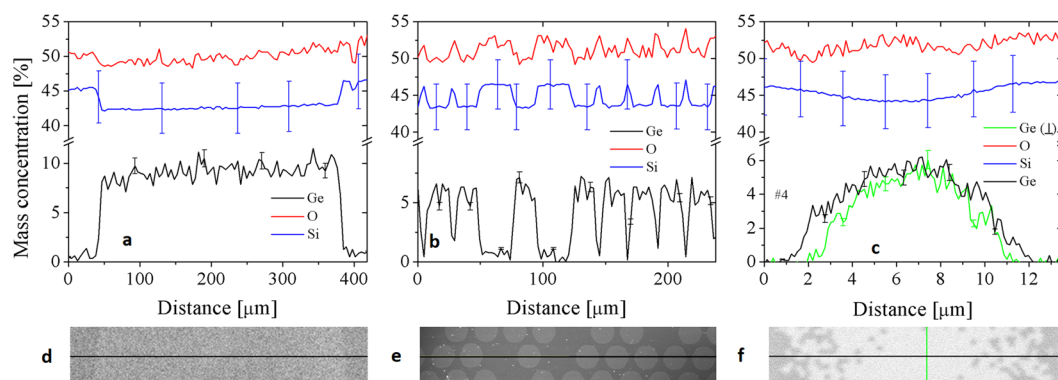 Mass concentration [%]
55
50
45
40
10
5
0
Ge
O
Si
a
0 100 200 300 400
Distance [μm]
55
50
45
40
5
0
Ge
O
Si
b
0 50 100 150 200
Distance [μm]
55
50
45
40
6
4
2
0
Ge (⊥)
O
Si
Ge
#4
c
0 2 4 6 8 10 12
Distance [μm]
d
e
f